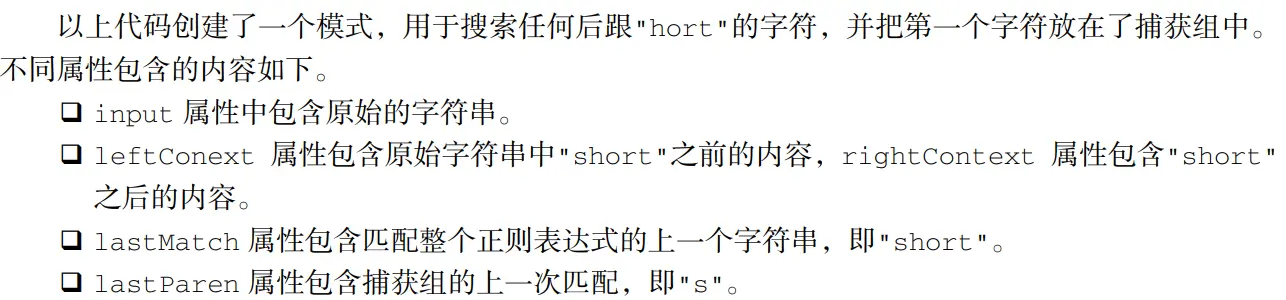 以上代码创建了一个模式，用于搜索任何后跟"hort"的字符，并把第一个字符放在了捕获组中。
不同属性包含的内容如下。
❑ input 属性中包含原始的字符串。
❑ leftConext 属性包含原始字符串中"short"之前的内容，rightContext 属性包含"short"
之后的内容。
❑ lastMatch 属性包含匹配整个正则表达式的上一个字符串，即"short"。
❑ lastParen 属性包含捕获组的上一次匹配，即"s"。